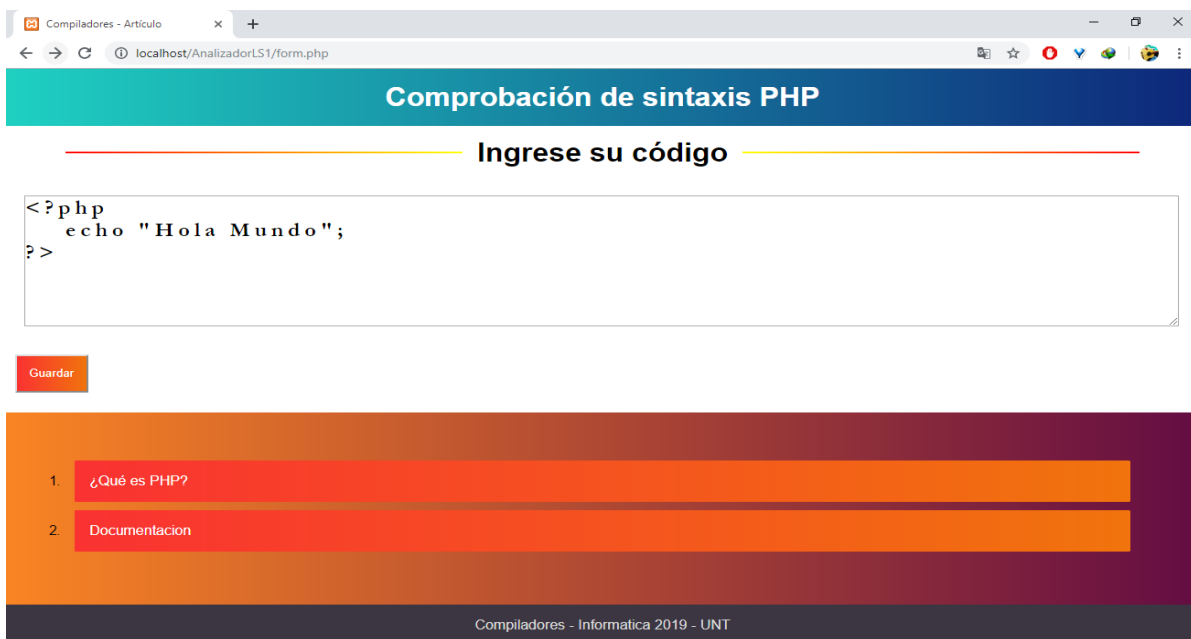 Compiladores - Artículo
localhost/AnalizadorLS1/form.php
Comprobación de sintaxis PHP
Ingrese su código
<?php
echo "Hola Mundo";
?>
Guardar
1. ¿Qué es PHP?
2. Documentacion
Compiladores - Informatica 2019 - UNT